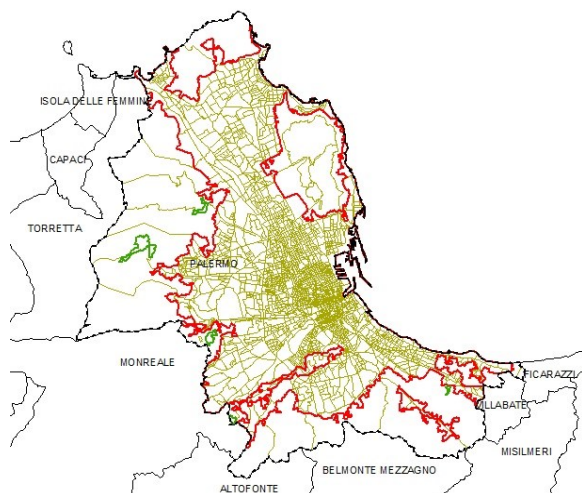 ISOLA DELLE FEMMINE
CAPACI
TORRETTA
PALERMO
MONREALE
FICARAZZI
VILLABATE
MISILMERI
BELMONTE MEZZAGNO
ALTOFONTE